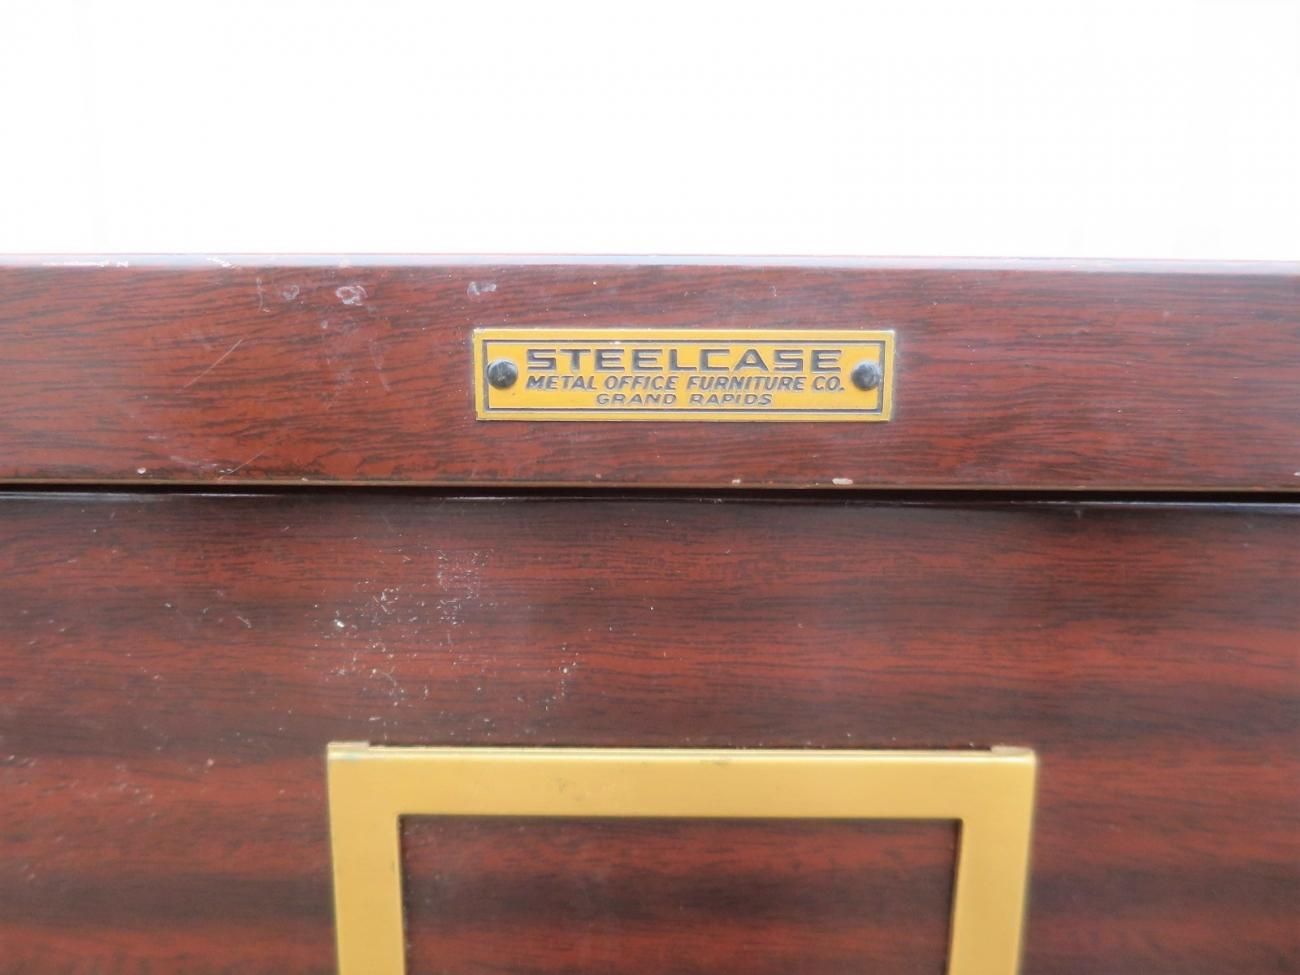 STEELCASE
METAL OFFICE FURNITURE CO.
GRAND RAPIDS